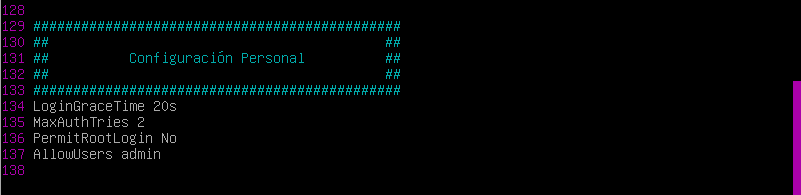 128
129 ##############################################
130 ##                                          ##
131 ##          Configuración Personal          ##
132 ##                                          ##
133 ##############################################
134 LoginGraceTime 20s
135 MaxAuthTries 2
136 PermitRootLogin No
137 AllowUsers admin
138